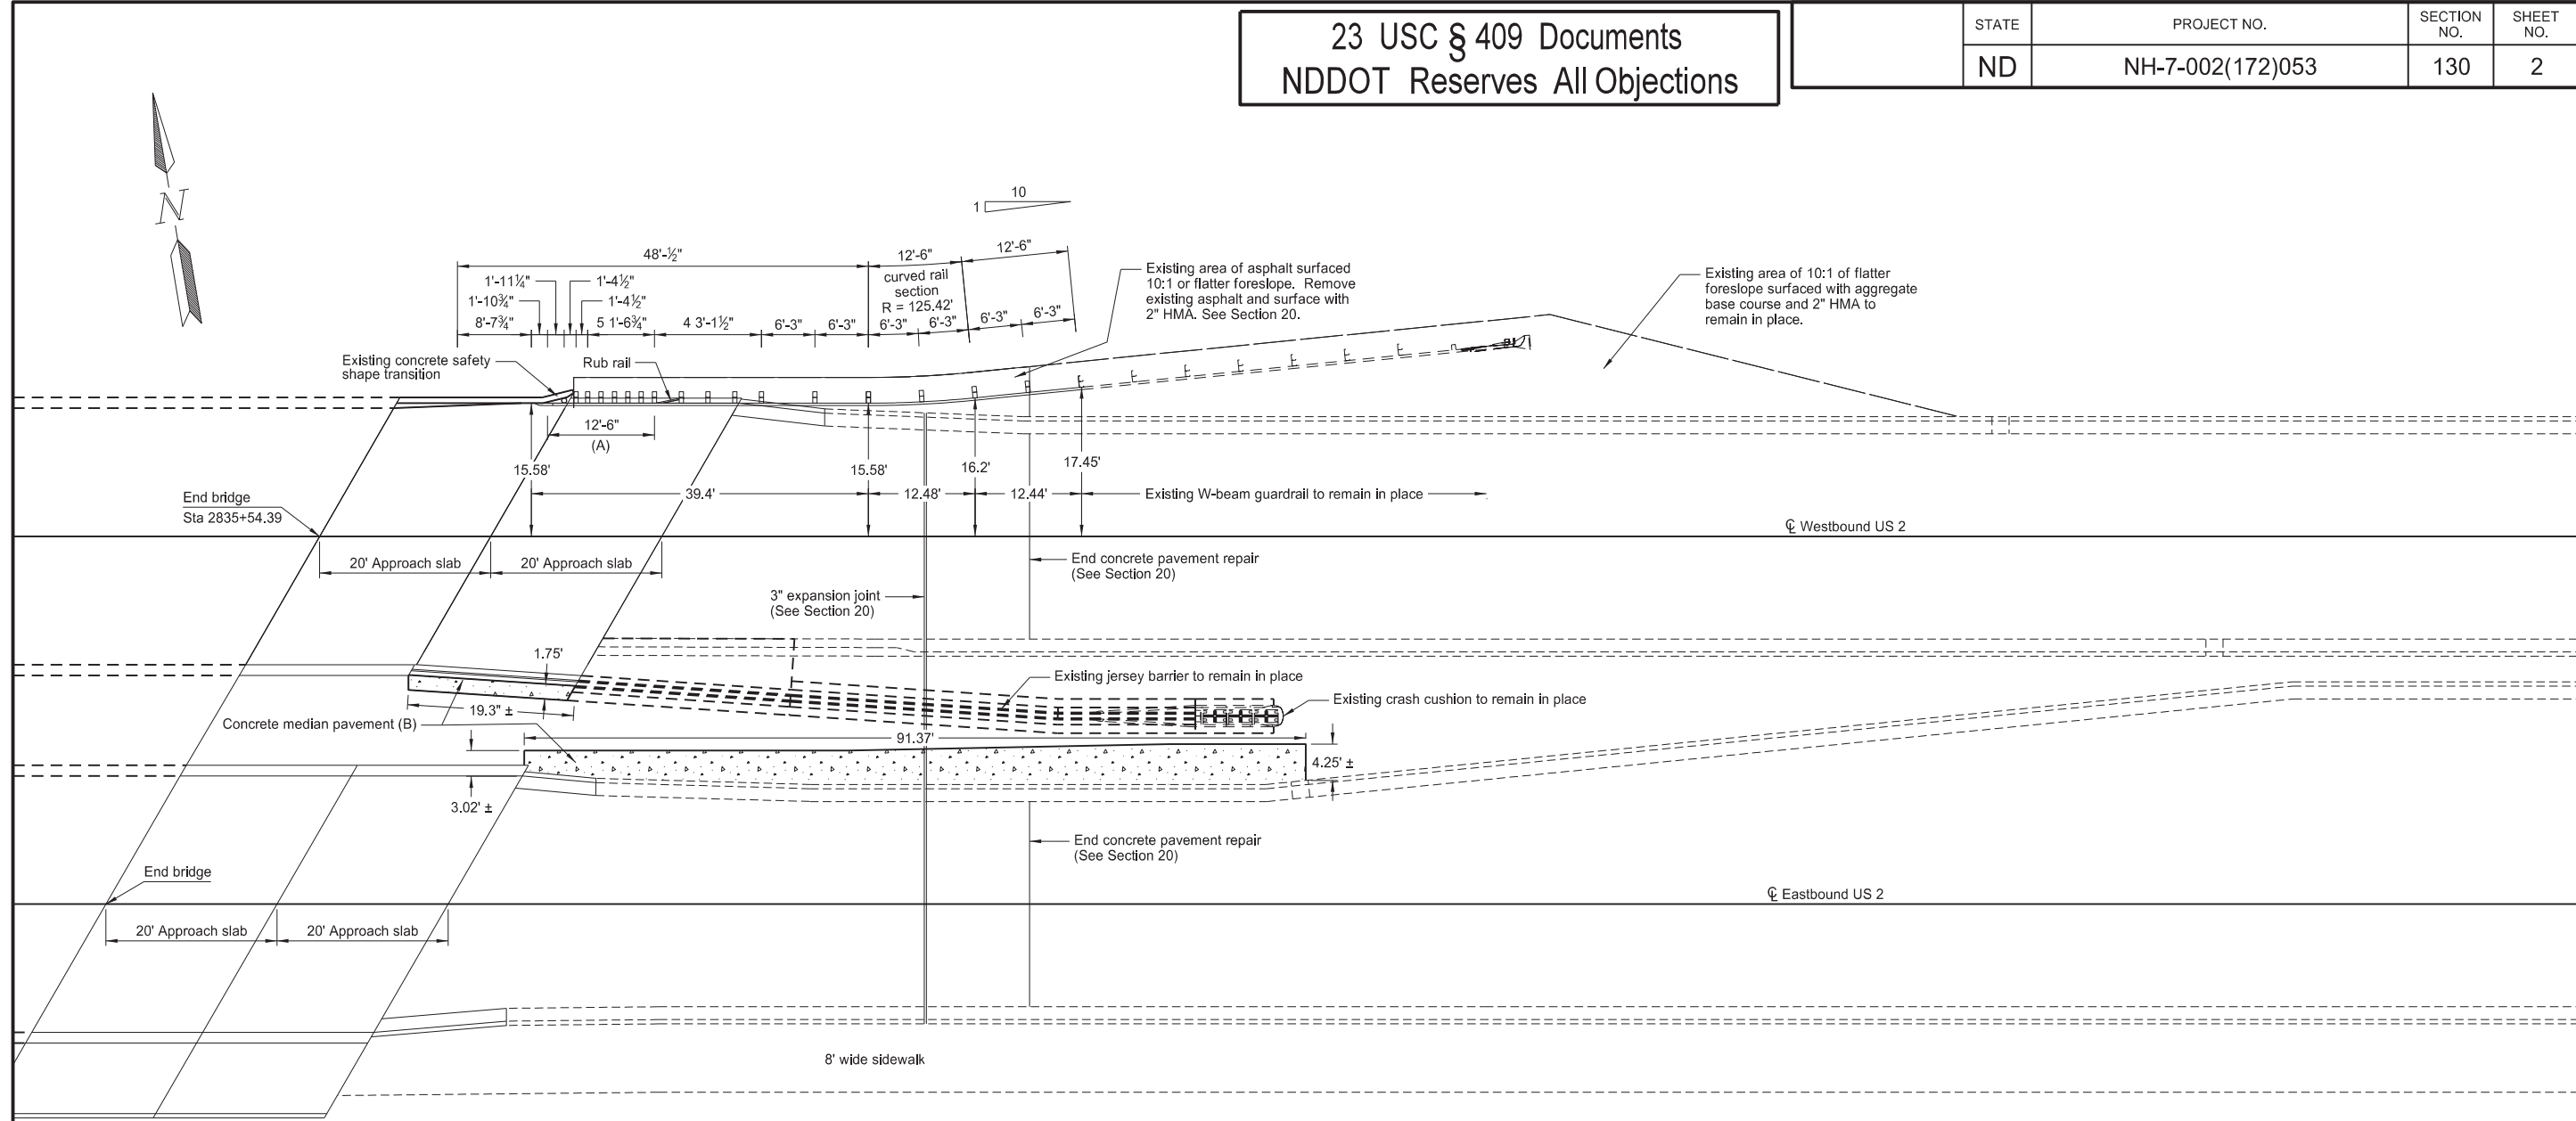 23 USC § 409 Documents
NDDOT Reserves All Objections
STATE
PROJECT NO.
SECTION
NO.
SHEET
NO.
ND
NH-7-002(172)053
130
2
N
10
1
48'-½"
12'-6"
12'-6"
curved rail
section
R = 125.42'
1'-11¼"
1'-4½"
1'-10¾"
1'-4½"
8'-7¾"
5 1'-6¾"
4 3'-1½"
6'-3"
6'-3"
6'-3"
6'-3"
6'-3"
6'-3"
Existing area of asphalt surfaced
10:1 or flatter foreslope. Remove
existing asphalt and surface with
2" HMA. See Section 20.
Existing area of 10:1 of flatter
foreslope surfaced with aggregate
base course and 2" HMA to
remain in place.
Existing concrete safety
shape transition
Rub rail
12'-6"
(A)
15.58'
15.58'
16.2'
17.45'
39.4'
12.48'
12.44'
Existing W-beam guardrail to remain in place
End bridge
Sta 2835+54.39
℄ Westbound US 2
20' Approach slab
20' Approach slab
End concrete pavement repair
(See Section 20)
3" expansion joint
(See Section 20)
1.75'
Existing jersey barrier to remain in place
Existing crash cushion to remain in place
19.3" ±
Concrete median pavement (B)
91.37'
4.25' ±
3.02' ±
End concrete pavement repair
(See Section 20)
End bridge
℄ Eastbound US 2
20' Approach slab
20' Approach slab
8' wide sidewalk